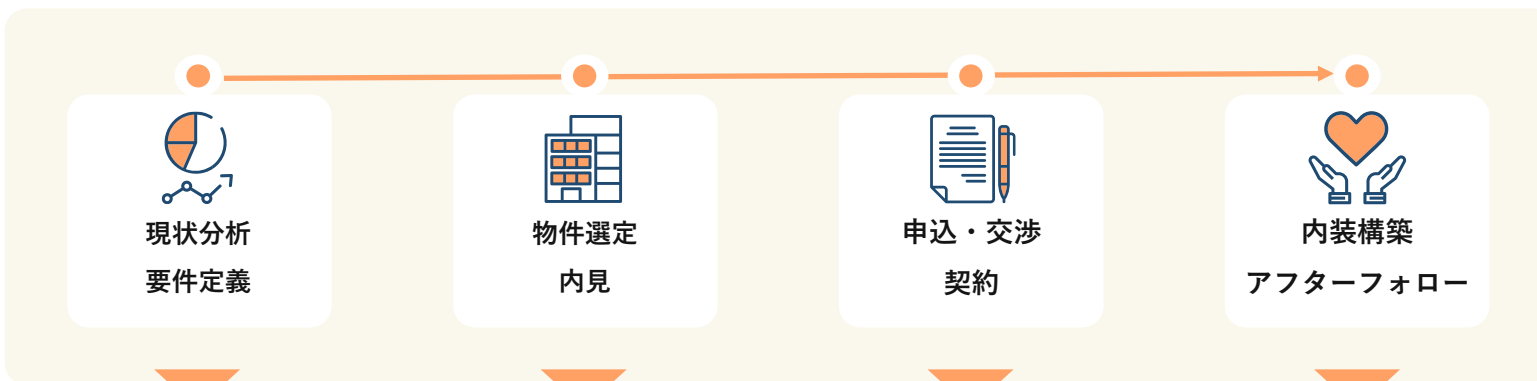 現状分析
要件定義
物件選定
内見
申込・交渉
契約
内装構築
アフターフォロー